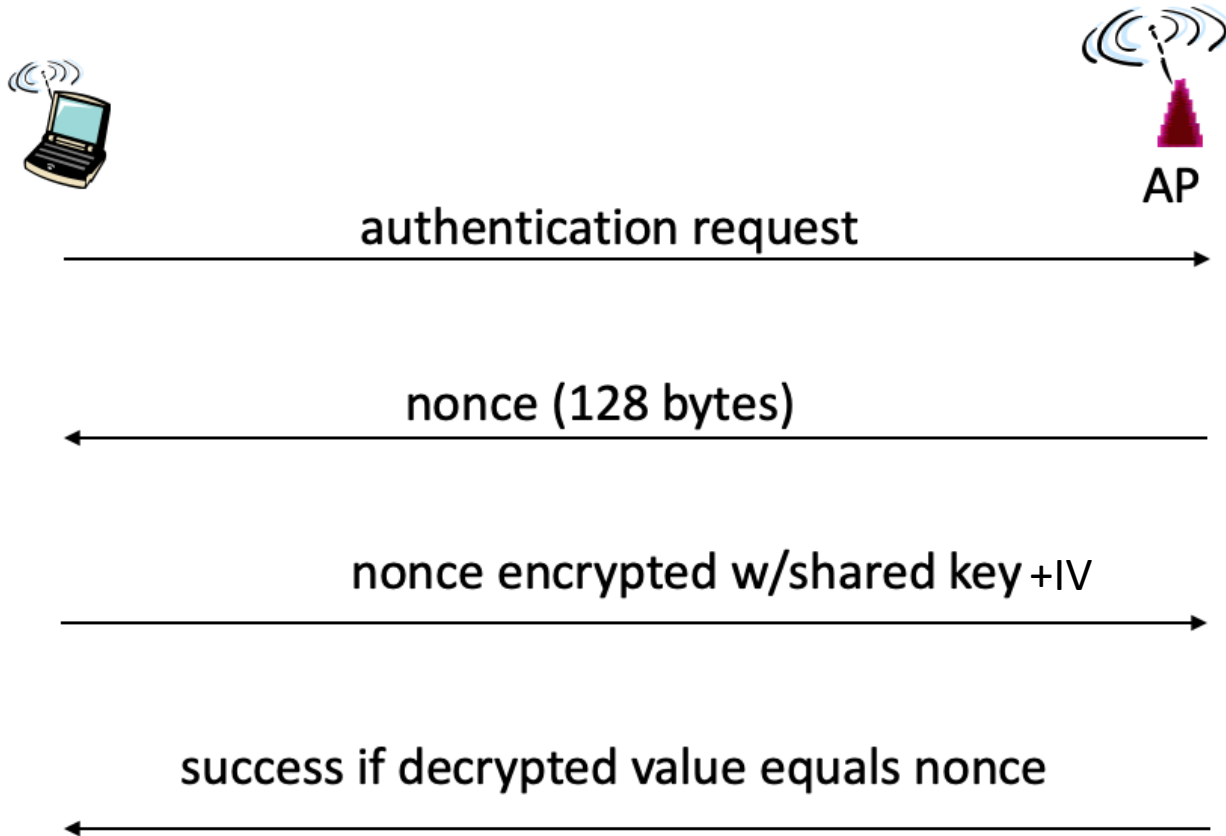 AP
authentication request
nonce (128 bytes)
nonce encrypted w/shared key +IV
success if decrypted value equals nonce